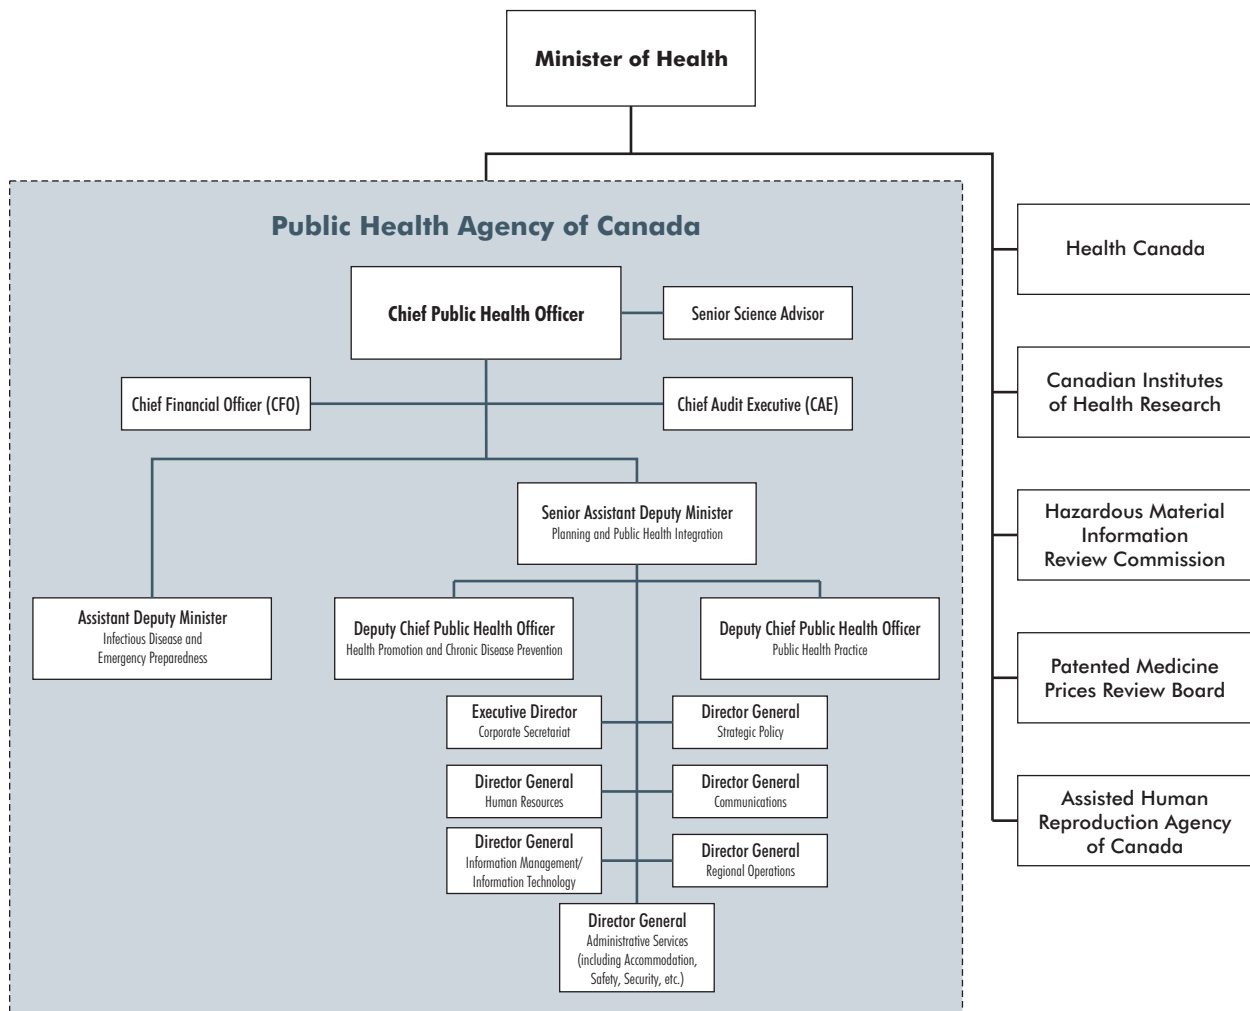 Minister of Health
Public Health Agency of Canada
Chief Public Health Officer
Senior Science Advisor
Chief Financial Officer (CFO)
Chief Audit Executive (CAE)
Senior Assistant Deputy Minister
Planning and Public Health Integration
Assistant Deputy Minister
Infectious Disease and
Emergency Preparedness
Deputy Chief Public Health Officer
Health Promotion and Chronic Disease Prevention
Deputy Chief Public Health Officer
Public Health Practice
Executive Director
Corporate Secretariat
Director General
Strategic Policy
Director General
Human Resources
Director General
Communications
Director General
Information Management/
Information Technology
Director General
Regional Operations
Director General
Administrative Services
(including Accommodation,
Safety, Security, etc.)
Health Canada
Canadian Institutes
of Health Research
Hazardous Material
Information
Review Commission
Patented Medicine
Prices Review Board
Assisted Human
Reproduction Agency
of Canada